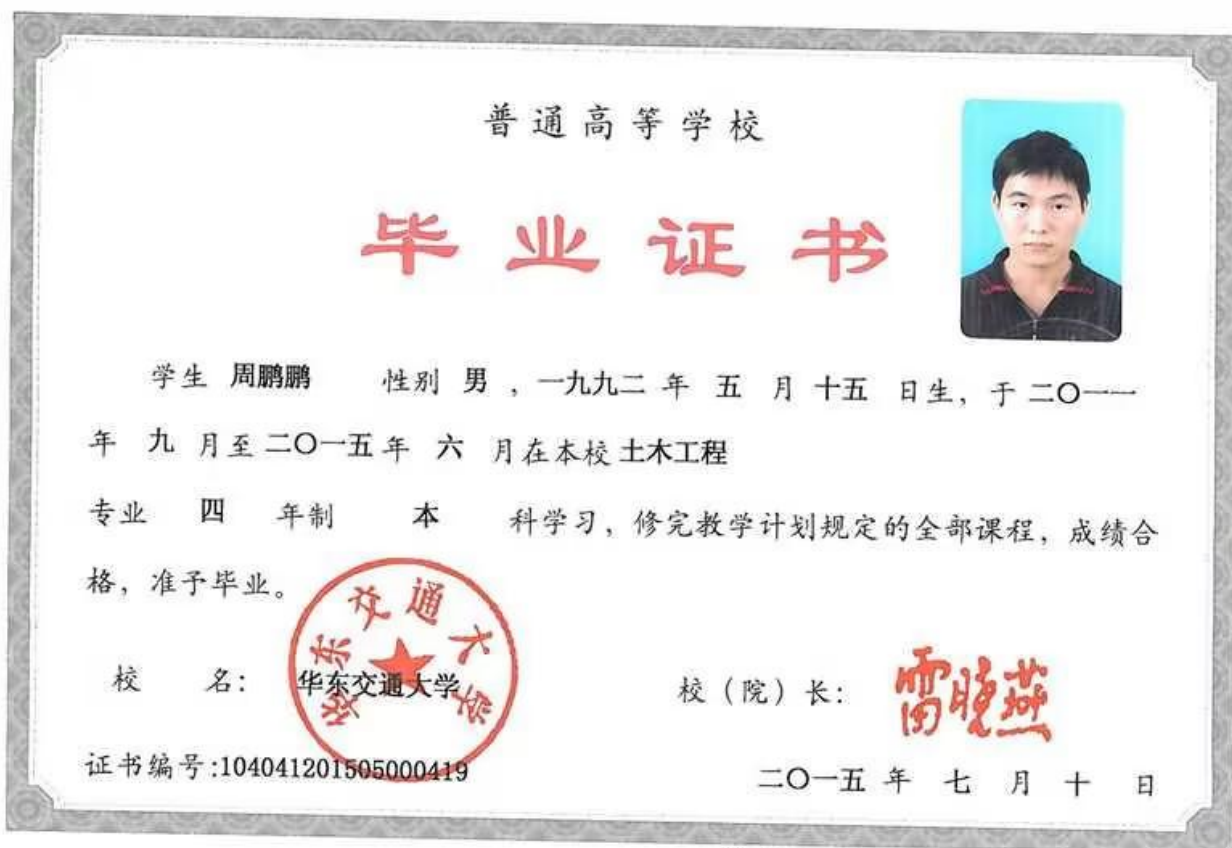 普通高等学校
毕业证书
学生 周鹏鹏 性别 男 ，一九九二 年 五 月 十五 日生，于 二〇一一
年 九 月至 二〇一五 年 六 月在本校 土木工程
专业 四 年制 本 科学习，修完教学计划规定的全部课程，成绩合
格，准予毕业。
华东交通大学
校 名： 华东交通大学
校（院）长： 雷晓燕
证书编号:104041201505000419
二〇一五 年 七 月 十 日